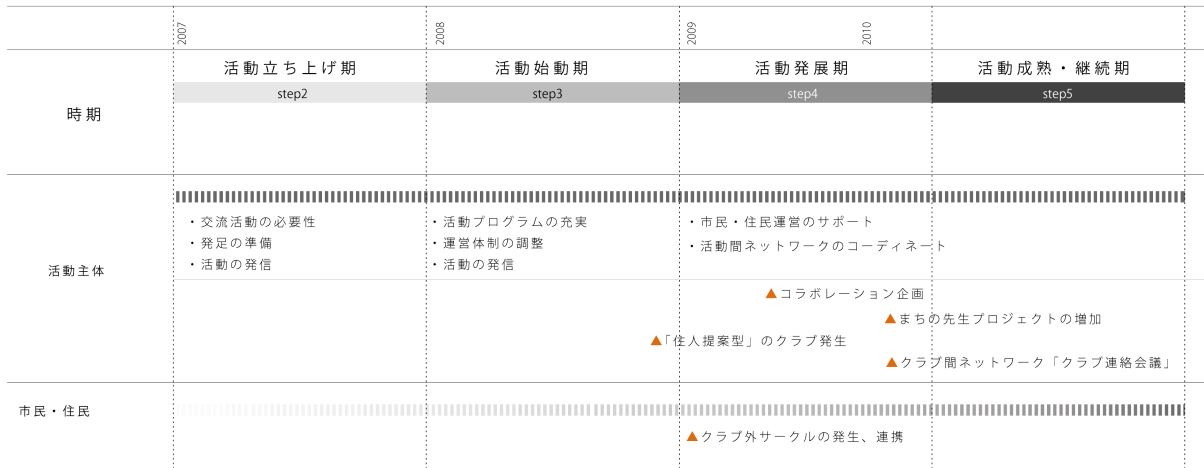 2007
2008
2009
2010
時期
活動立ち上げ期
活動始動期
活動発展期
活動成熟・継続期
step2
step3
step4
step5
活動主体
・交流活動の必要性
・発足の準備
・活動の発信
・活動プログラムの充実
・運営体制の調整
・活動の発信
・市民・住民運営のサポート
・活動間ネットワークのコーディネート
▲コラボレーション企画
▲まちの先生プロジェクトの増加
▲「住人提案型」のクラブ発生
▲クラブ間ネットワーク「クラブ連絡会議」
市民・住民
▲クラブ外サークルの発生、連携